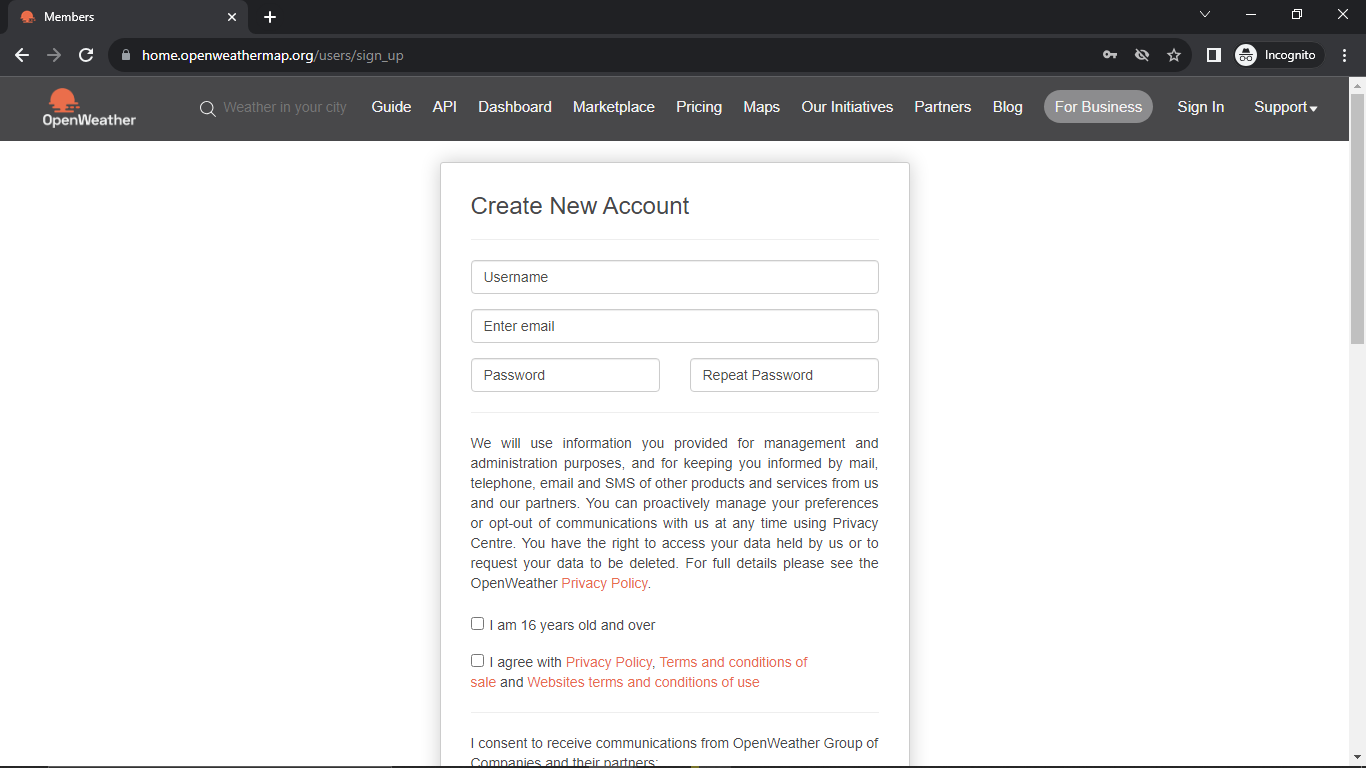 Members
home.openweathermap.org/users/sign_up
Incognito
OpenWeather
Weather in your city
Guide
API
Dashboard
Marketplace
Pricing
Maps
Our Initiatives
Partners
Blog
For Business
Sign In
Support
Create New Account
Username
Enter email
Password
Repeat Password
We will use information you provided for management and
administration purposes, and for keeping you informed by mail,
telephone, email and SMS of other products and services from us
and our partners. You can proactively manage your preferences
or opt-out of communications with us at any time using Privacy
Centre. You have the right to access your data held by us or to
request your data to be deleted. For full details please see the
OpenWeather Privacy Policy.
I am 16 years old and over
I agree with Privacy Policy, Terms and conditions of
sale and Websites terms and conditions of use
I consent to receive communications from OpenWeather Group of
Companies and their partners: